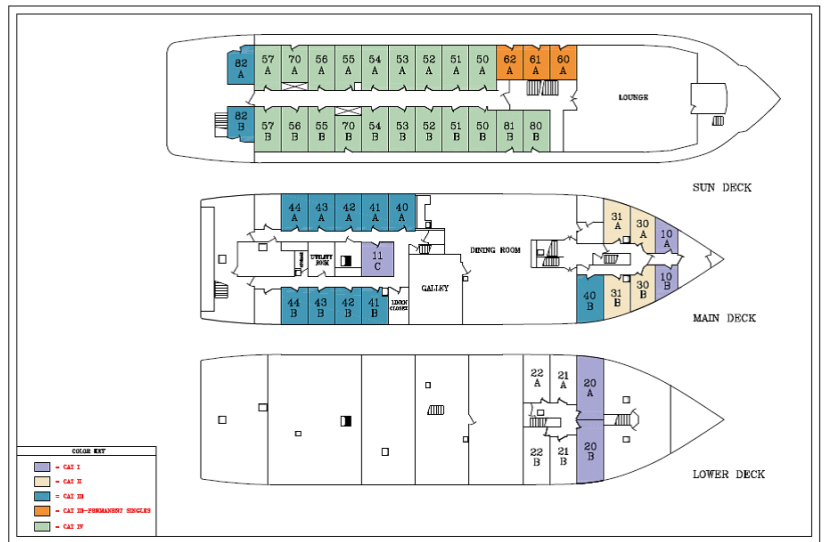 82 A 57 A 70 A 56 A 55 A 54 A 53 A 52 A 51 A 50 A 62 A 61 A 60 A
LOUNGE
82 B 57 B 56 B 55 B 70 B 54 B 53 B 52 B 51 B 50 B 81 B 80 B
SUN DECK
44 A 43 A 42 A 41 A 40 A 31 A 30 A 10 A
11 C
UTILITY
DINING ROOM
GALLEY
44 B 43 B 42 B 41 B LINEN CLOSET 40 B 31 B 30 B 10 B
MAIN DECK
22 A 21 A 20 A
22 B 21 B 20 B
LOWER DECK
COLOR KEY
= CAT I
= CAT II
= CAT III
= CAT III-PERMANENT SINGLES
= CAT IV